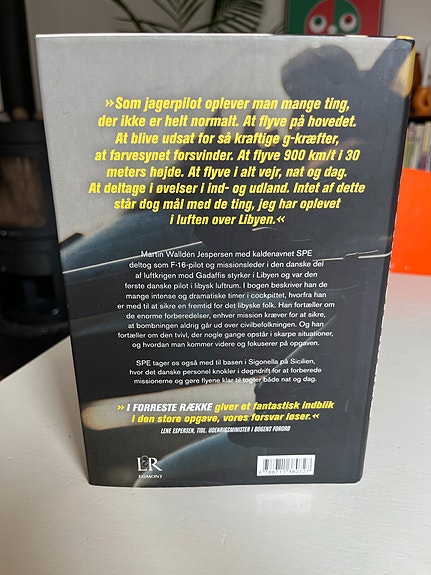 »Som jagerpilot oplever man mange ting,
der ikke er helt normalt. At flyve på hovedet.
At blive udsat for så kraftige g-kræfter,
at farvesynet forsvinder. At flyve 900 km/t i 30
meters højde. At flyve i alt vejr, nat og dag.
At deltage i øvelser i ind- og udland. Intet af dette
står dog mål med de ting, jeg har oplevet
i luften over Libyen.«
Martin Walldén Jespersen med kaldenavnet SPE
deltog som F-16-pilot og missionsleder i den danske del
af luftkrigen mod Gadaffis styrker i Libyen og var den
første danske pilot i libysk luftrum. I bogen beskriver han de
mange intense og dramatiske timer i cockpittet, hvorfra han
er med til at sikre en fremtid for det libyske folk. Han fortæller om
de enorme forberedelser, enhver mission kræver for at sikre,
at bombningen aldrig går ud over civilbefolkningen. Og han
fortæller om den tvivl, der nogle gange opstår i skarpe situationer,
og hvordan man kommer videre og fokuserer på opgaven.
SPE tager os også med til basen i Sigonella på Sicilien,
hvor det danske personel knokler i døgndrift for at forberede
missionerne og gøre flyene klar til togter både nat og dag.
»I FORRESTE RÆKKE giver et fantastisk indblik
i den store opgave, vores forsvar løser.«
LENE ESPERSEN, TIDL. UDENRIGSMINISTER I BOGENS FORORD
LR
EGMONT